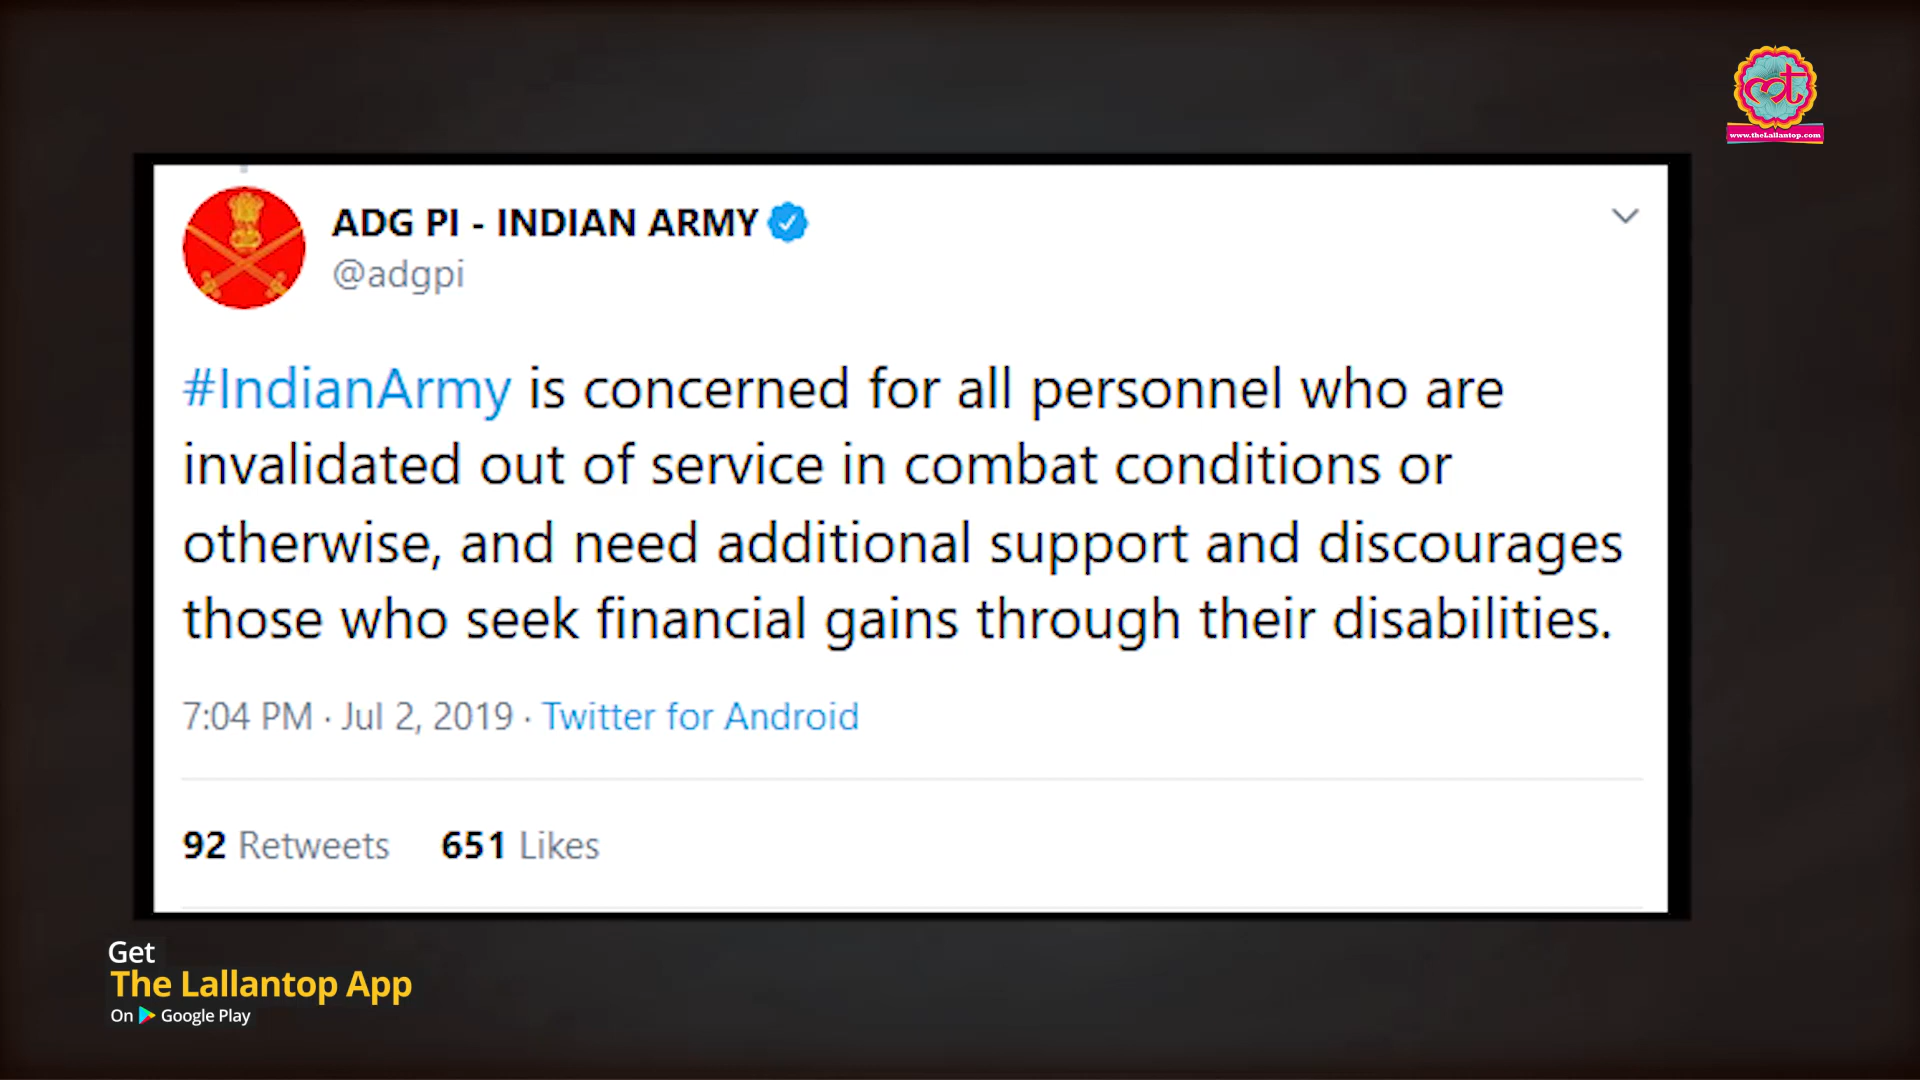 www.theLallantop.com
ADG PI - INDIAN ARMY
@adgpi
#IndianArmy is concerned for all personnel who are
invalidated out of service in combat conditions or
otherwise, and need additional support and discourages
those who seek financial gains through their disabilities.
7:04 PM · Jul 2, 2019 · Twitter for Android
92 Retweets 651 Likes
Get
The Lallantop App
On Google Play